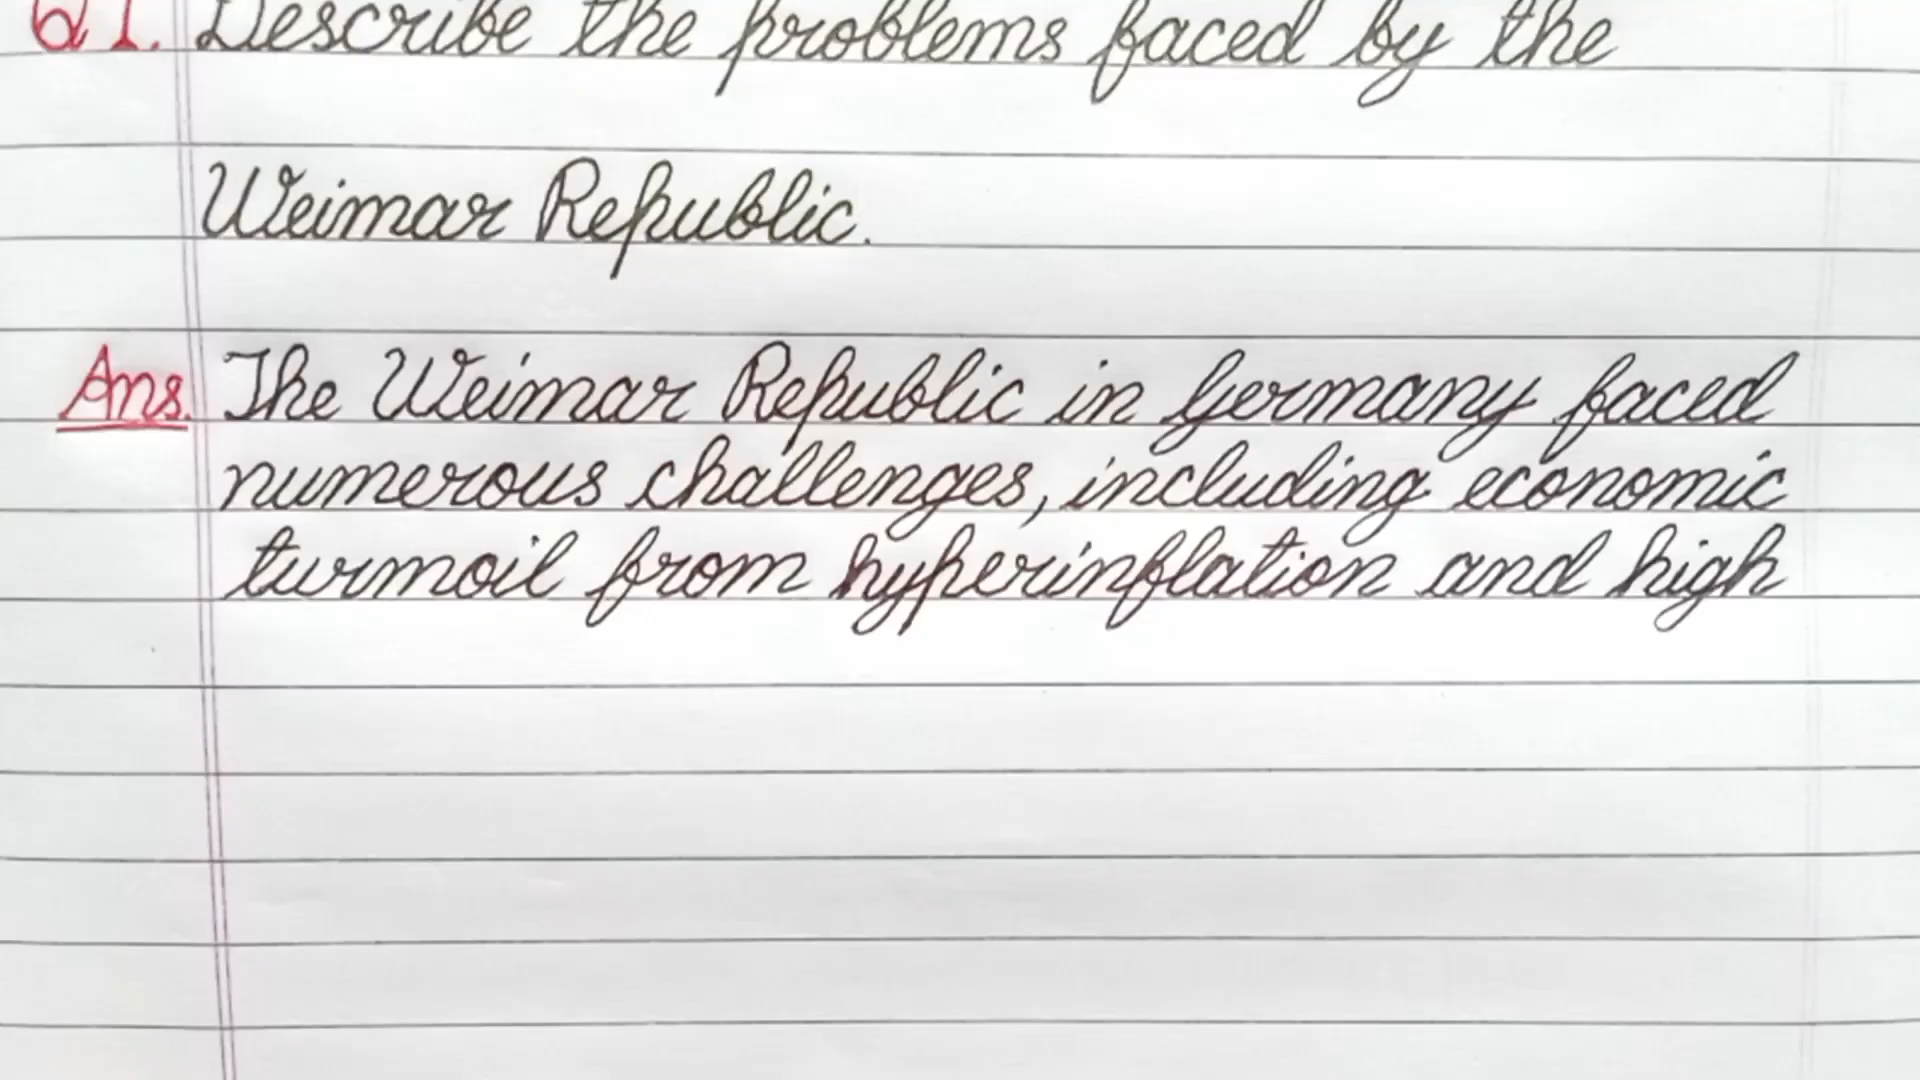 Q1. Describe the problems faced by the
Weimar Republic.
Ans. The Weimar Republic in Germany faced
numerous challenges, including economic
turmoil from hyperinflation and high